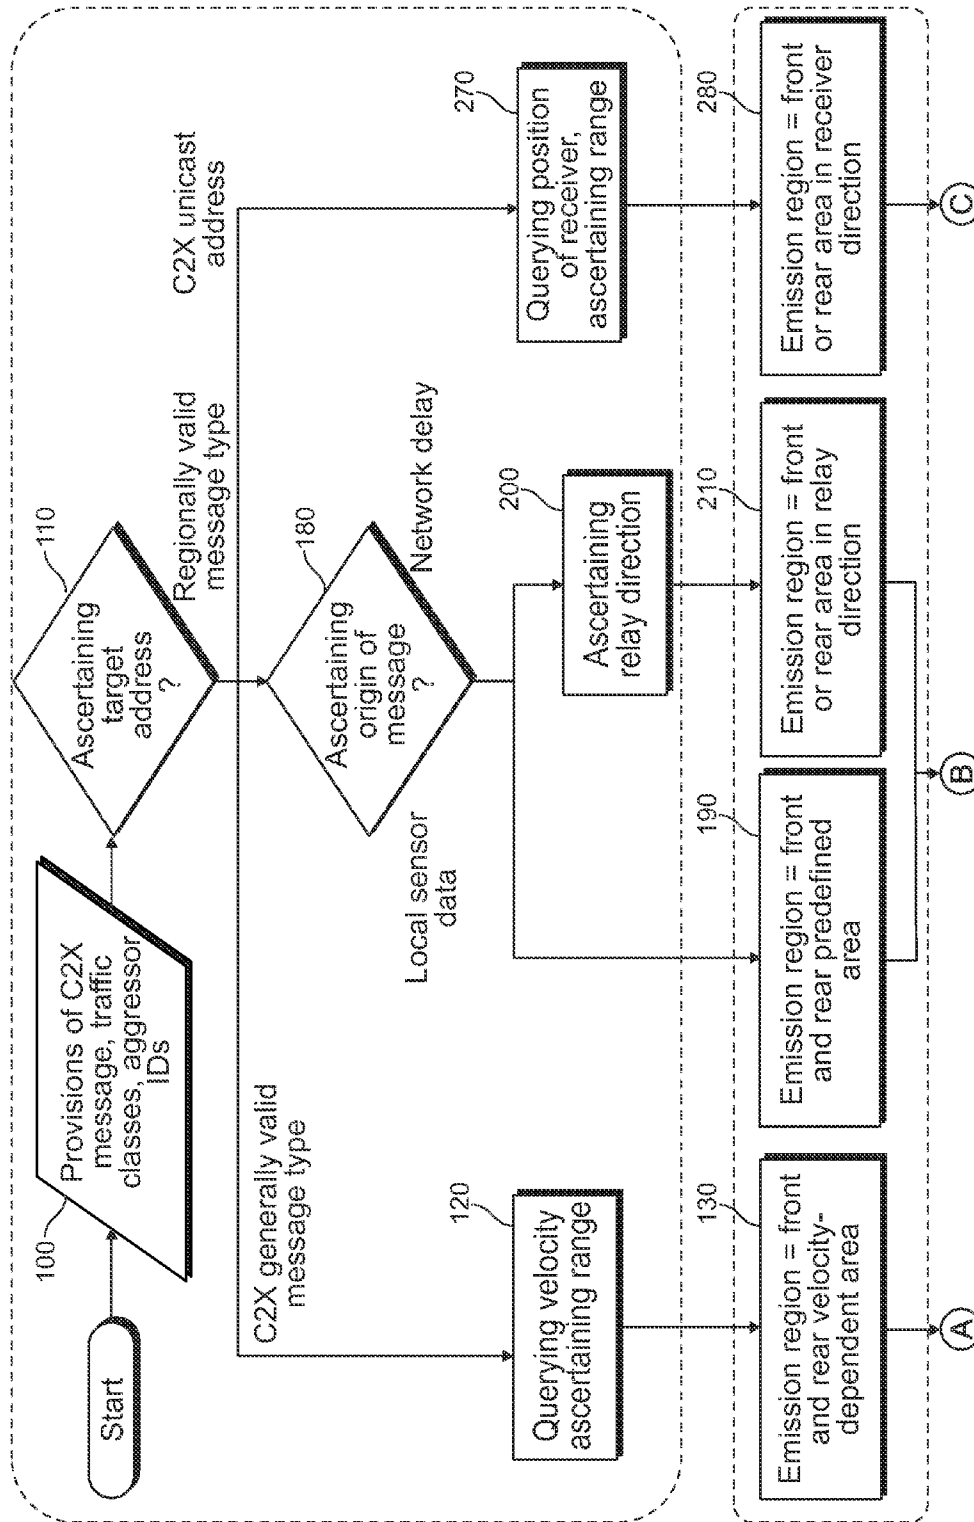 Start
100
Provisions of C2X
message, traffic
classes, aggressor
IDs
110
Ascertaining
target
address
?
C2X generally valid
message type
Regionally valid
message type
C2X unicast
address
180
Ascertaining
origin of
message
?
Local sensor
data
Network delay
120
Querying velocity
ascertaining range
200
Ascertaining
relay direction
270
Querying position
of receiver,
ascertaining range
130
Emission region = front
and rear velocity-
dependent area
190
Emission region = front
and rear predefined
area
210
Emission region = front
or rear area in relay
direction
280
Emission region = front
or rear area in receiver
direction
A
B
C